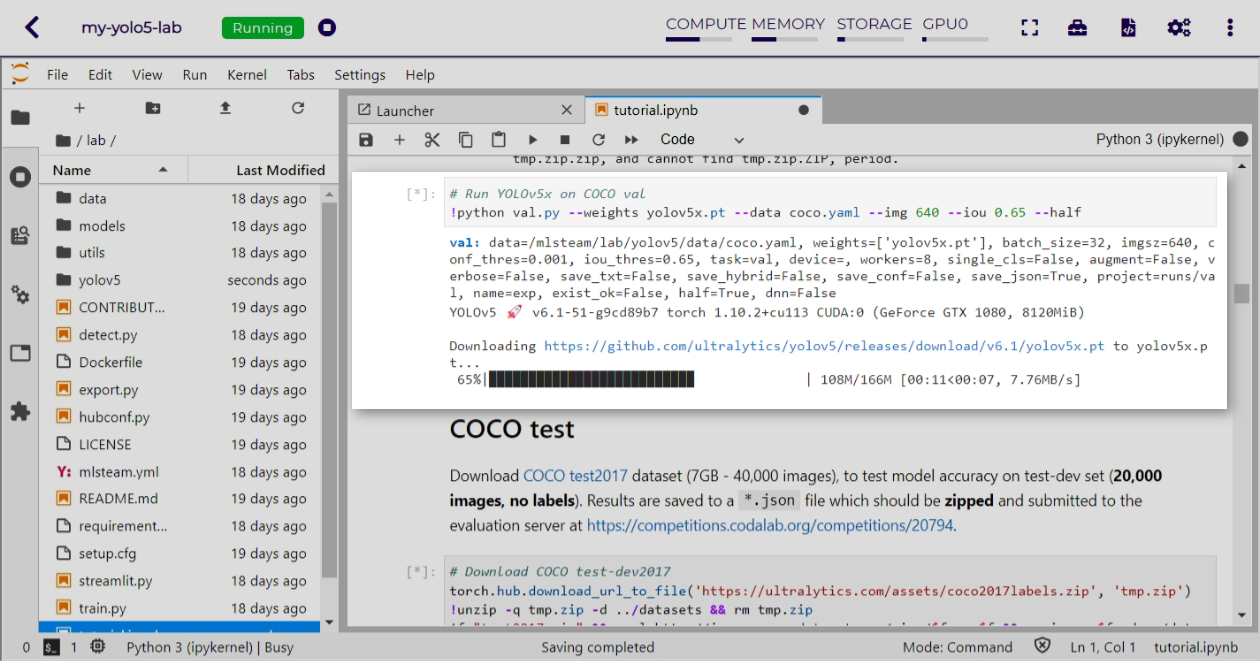 my-yolo5-lab
Running
COMPUTE MEMORY STORAGE GPU0
File Edit View Run Kernel Tabs Settings Help
Launcher
tutorial.ipynb
/ lab /
Code
Python 3 (ipykernel)
Name Last Modified
data 18 days ago
models 18 days ago
utils 18 days ago
yolov5 seconds ago
CONTRIBUT... 19 days ago
detect.py 18 days ago
Dockerfile 18 days ago
export.py 18 days ago
hubconf.py 19 days ago
LICENSE 19 days ago
mlsteam.yml 18 days ago
README.md 19 days ago
requirement... 18 days ago
setup.cfg 19 days ago
streamlit.py 18 days ago
train.py 18 days ago
tmp.zip.zip, and cannot find tmp.zip.ZIP, period.
[*]: # Run YOLOv5x on COCO val
!python val.py --weights yolov5x.pt --data coco.yaml --img 640 --iou 0.65 --half
val: data=/mlsteam/lab/yolov5/data/coco.yaml, weights=['yolov5x.pt'], batch_size=32, imgsz=640, c
onf_thres=0.001, iou_thres=0.65, task=val, device=, workers=8, single_cls=False, augment=False, v
erbose=False, save_txt=False, save_hybrid=False, save_conf=False, save_json=True, project=runs/va
l, name=exp, exist_ok=False, half=True, dnn=False
YOLOv5 🚀 v6.1-51-g9cd89b7 torch 1.10.2+cu113 CUDA:0 (GeForce GTX 1080, 8120MiB)
Downloading https://github.com/ultralytics/yolov5/releases/download/v6.1/yolov5x.pt to yolov5x.p
t...
65%| | 108M/166M [00:11<00:07, 7.76MB/s]
COCO test
Download COCO test2017 dataset (7GB - 40,000 images), to test model accuracy on test-dev set (20,000
images, no labels). Results are saved to a *.json file which should be zipped and submitted to the
evaluation server at https://competitions.codalab.org/competitions/20794.
[*]: # Download COCO test-dev2017
torch.hub.download_url_to_file('https://ultralytics.com/assets/coco2017labels.zip', 'tmp.zip')
!unzip -q tmp.zip -d ../datasets && rm tmp.zip
0 1 Python 3 (ipykernel) | Busy
Saving completed
Mode: Command Ln 1, Col 1 tutorial.ipynb